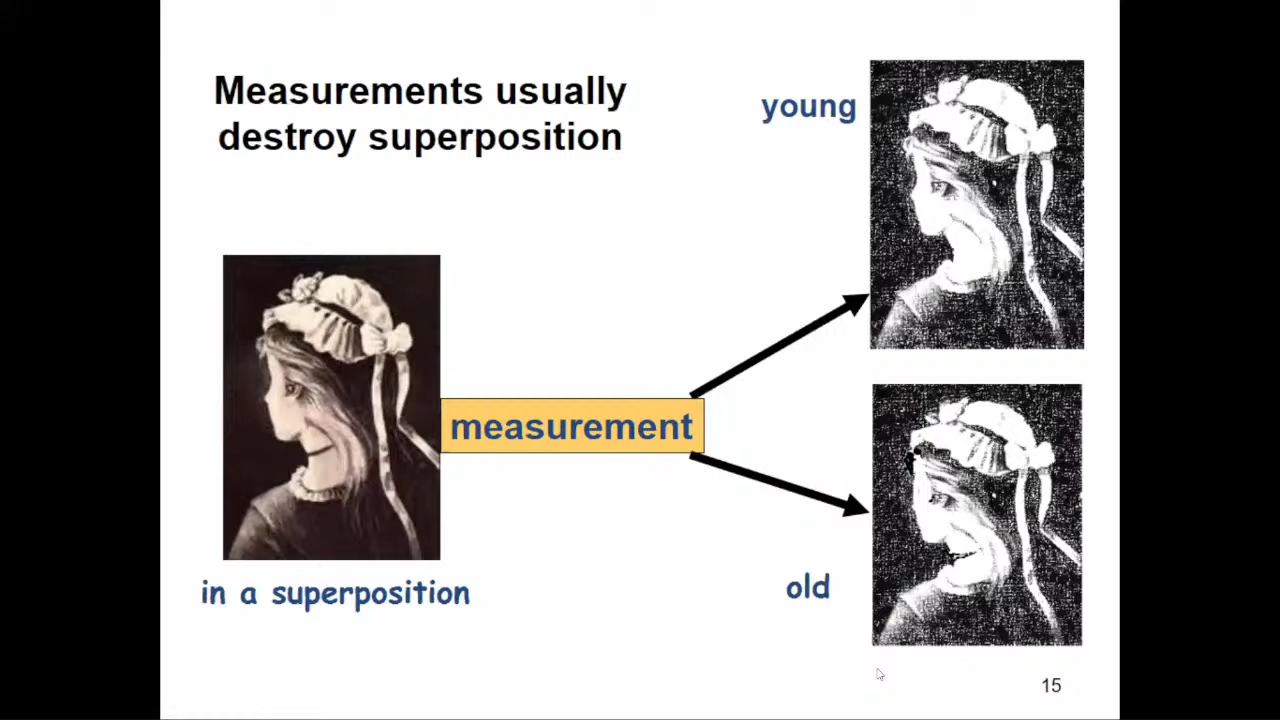 Measurements usually
destroy superposition
young
measurement
in a superposition
old
15